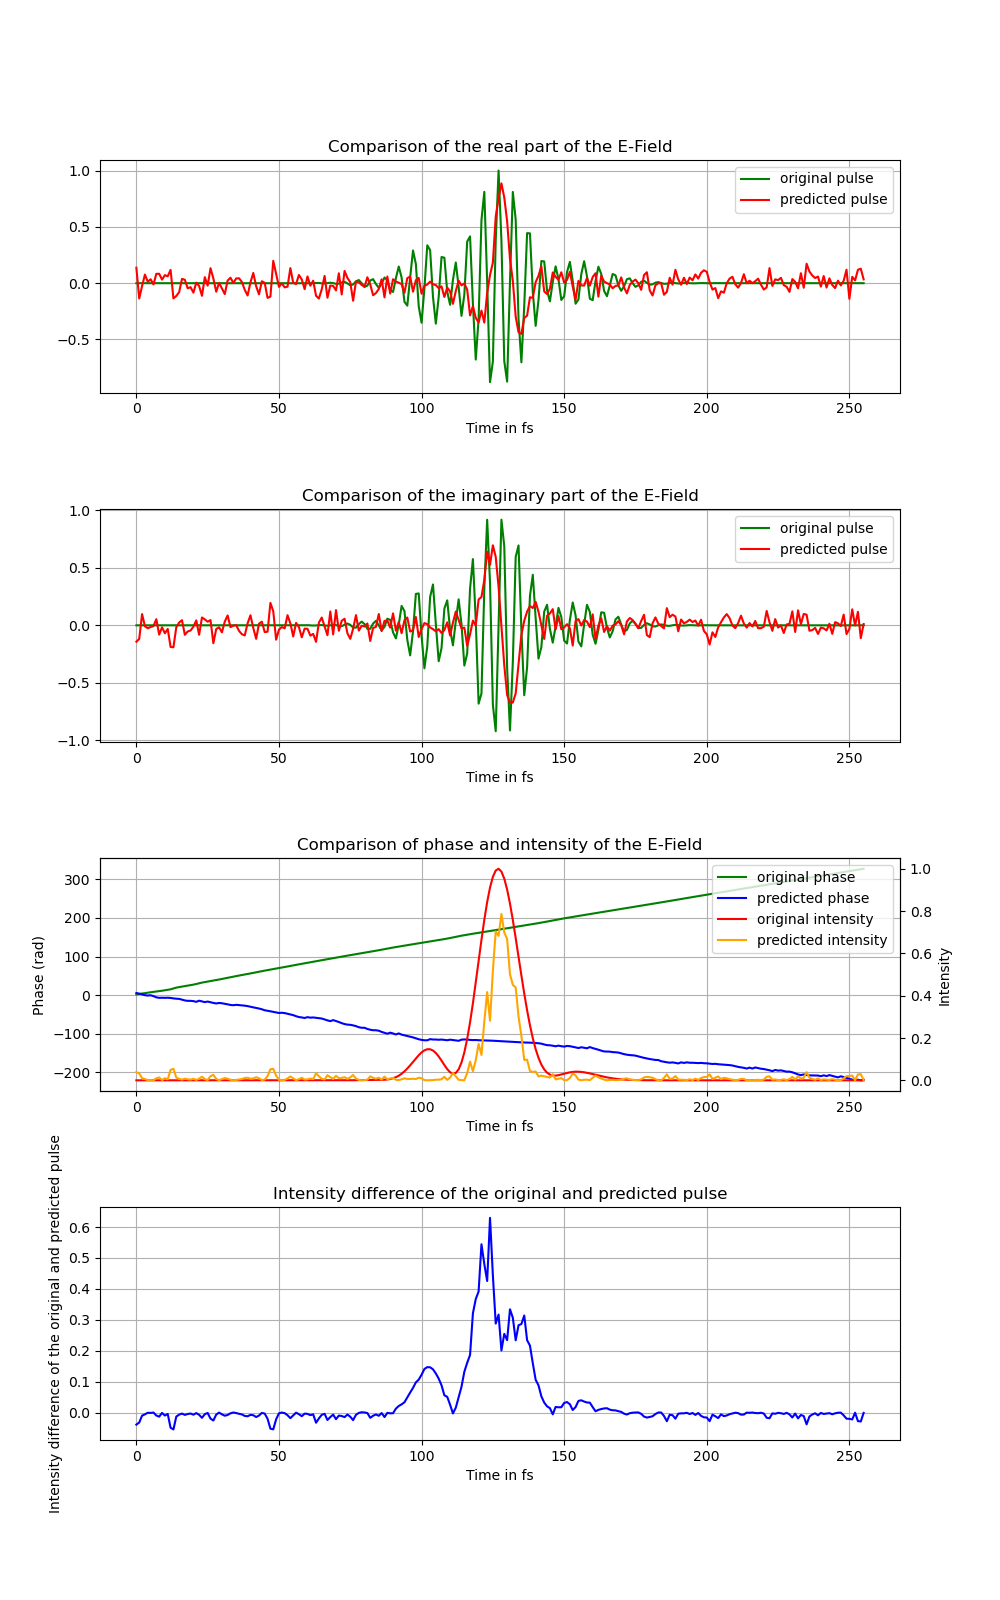 Comparison of the real part of the E-Field
1.0
0.5
0.0
−0.5
original pulse
predicted pulse
0 50 100 150 200 250
Time in fs
Comparison of the imaginary part of the E-Field
1.0
0.5
0.0
−0.5
−1.0
original pulse
predicted pulse
0 50 100 150 200 250
Time in fs
Comparison of phase and intensity of the E-Field
Phase (rad)
300
200
100
0
−100
−200
original phase
predicted phase
original intensity
predicted intensity
1.0
0.8
0.6
0.4
0.2
0.0
Intensity
0 50 100 150 200 250
Time in fs
Intensity difference of the original and predicted pulse
Intensity difference of the original and predicted pulse
0.6
0.5
0.4
0.3
0.2
0.1
0.0
0 50 100 150 200 250
Time in fs